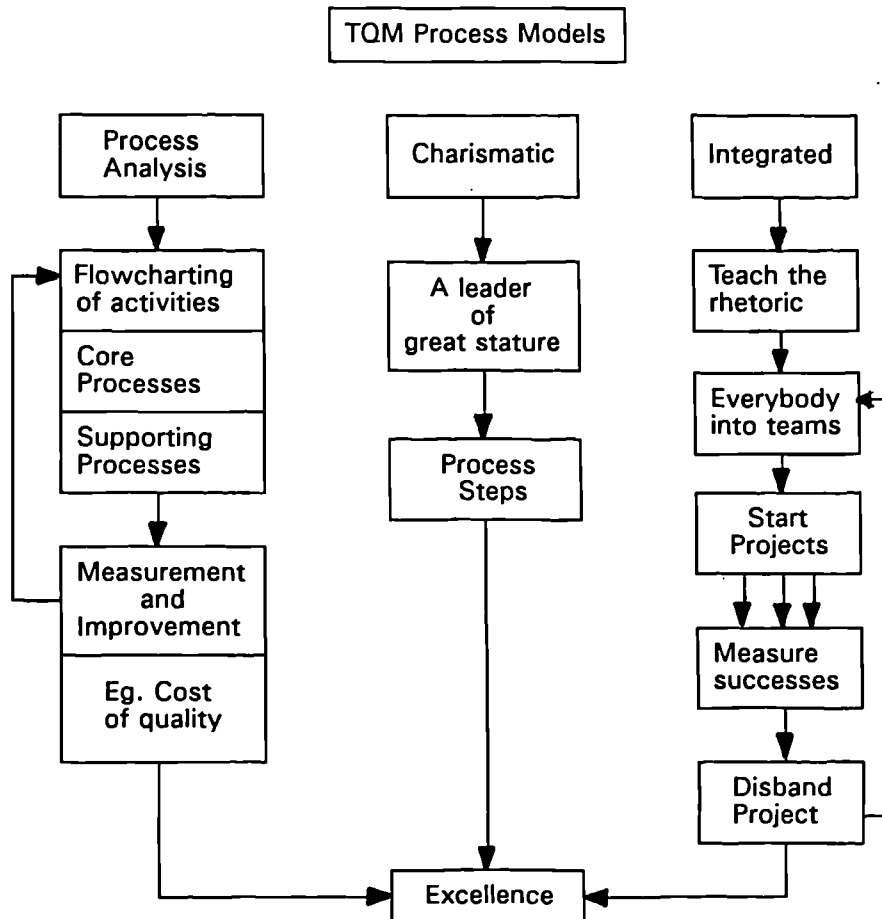 TQM Process Models
Process
Analysis
Flowcharting
of activities
Core
Processes
Supporting
Processes
Measurement
and
Improvement
Eg. Cost
of quality
Charismatic
A leader
of
great stature
Process
Steps
Integrated
Teach the
rhetoric
Everybody
into teams
Start
Projects
Measure
successes
Disband
Project
Excellence